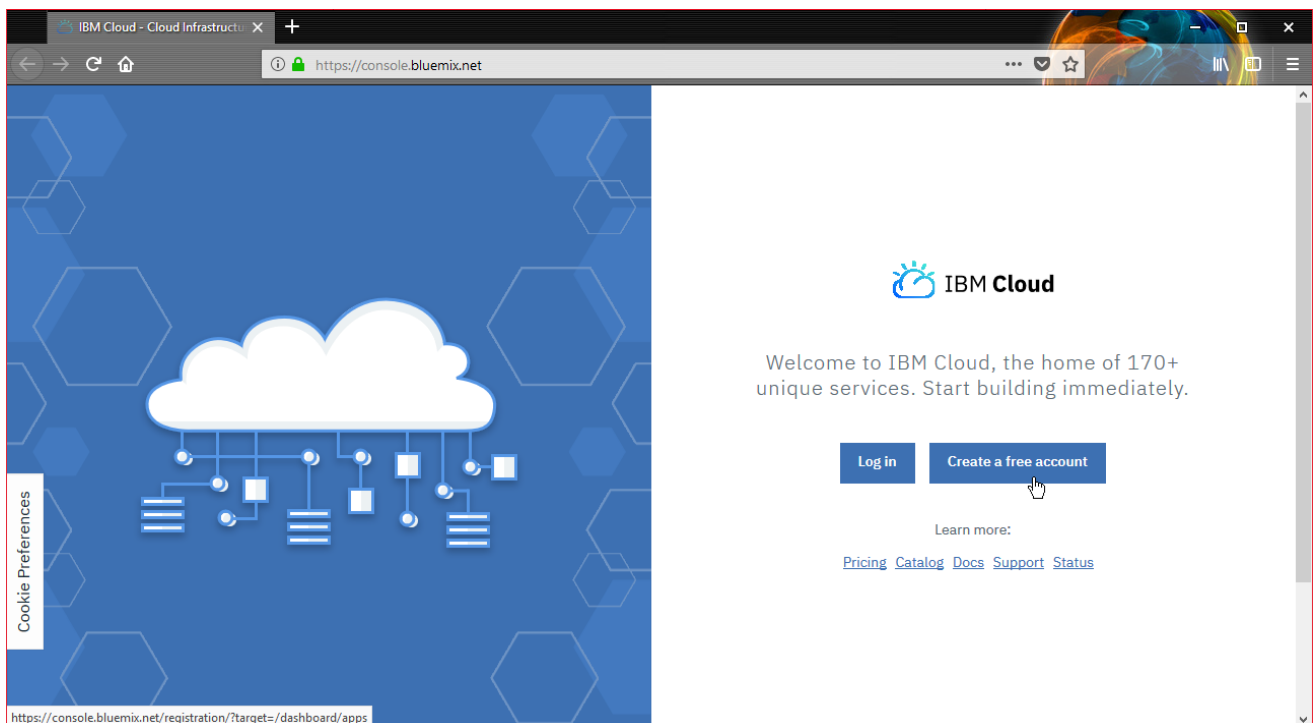 IBM Cloud - Cloud Infrastructu
https://console.bluemix.net
IBM Cloud
Welcome to IBM Cloud, the home of 170+
unique services. Start building immediately.
Log in Create a free account
Learn more:
Pricing Catalog Docs Support Status
Cookie Preferences
https://console.bluemix.net/registration/?target=/dashboard/apps